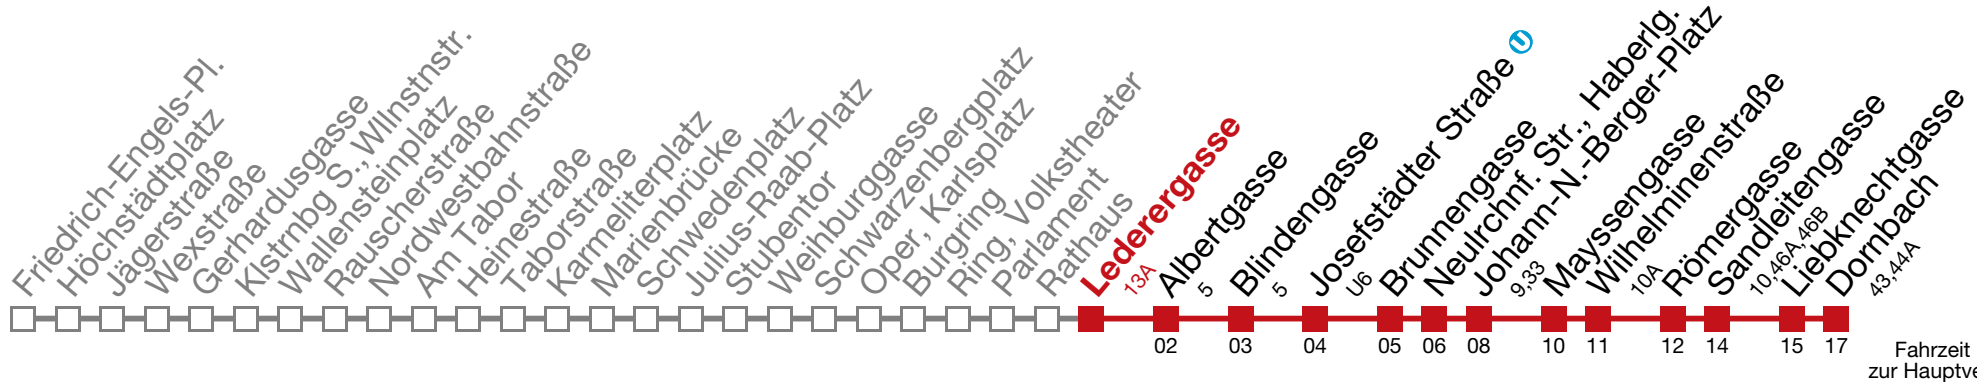 Friedrich-Engels-Pl.
Höchstädtplatz
Jägerstraße
Wexstraße
Gerhardusgasse
Klstrnbg S., Wllnstnstr.
Wallensteinplatz
Rauscherstraße
Nordwestbahnstraße
Am Tabor
Heinestraße
Taborstraße
Karmeliterplatz
Marienbrücke
Schwedenplatz
Julius-Raab-Platz
Stubentor
Weihburggasse
Schwarzenbergplatz
Oper, Karlsplatz
Burgring
Ring, Volkstheater
Parlament
Rathaus
Lederergasse
13A
Albertgasse
5
Blindengasse
5
Josefstädter Straße U
U6
Brunnengasse
Neulrchnf. Str., Haberlg.
Johann-N.-Berger-Platz
9,33
Mayssengasse
Wilhelminenstraße
10A
Römergasse
Sandleitengasse
10,46A,46B
Liebknechtgasse
Dornbach
43,44A
02 03 04 05 06 08 10 11 12 14 15 17
Fahrzeit
zur Hauptve